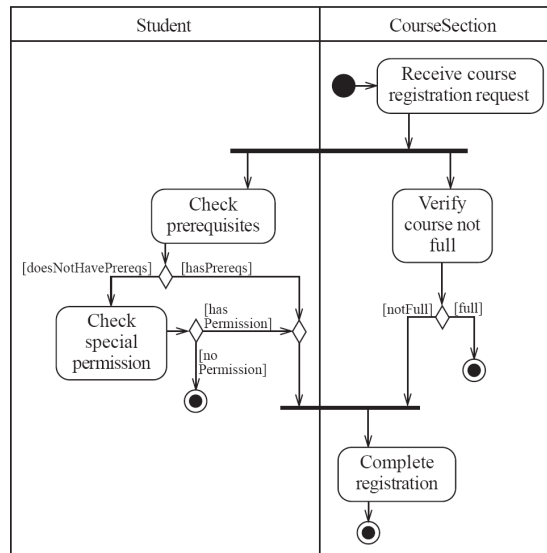 Student
CourseSection
Receive course
registration request
Check
prerequisites
Verify
course not
full
[doesNotHavePrereqs]
[hasPrereqs]
Check
special
permission
[has
Permission]
[no
Permission]
[notFull]
[full]
Complete
registration